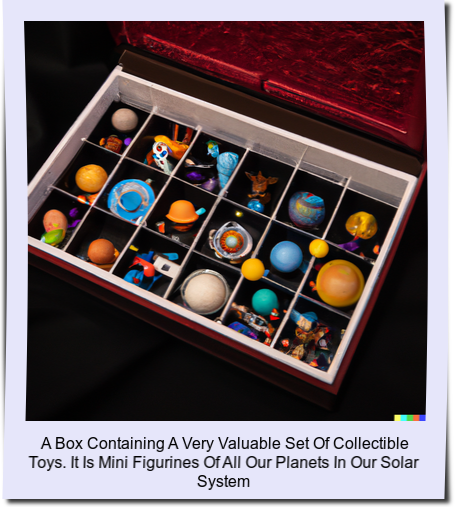 A Box Containing A Very Valuable Set Of Collectible
Toys. It Is Mini Figurines Of All Our Planets In Our Solar
System